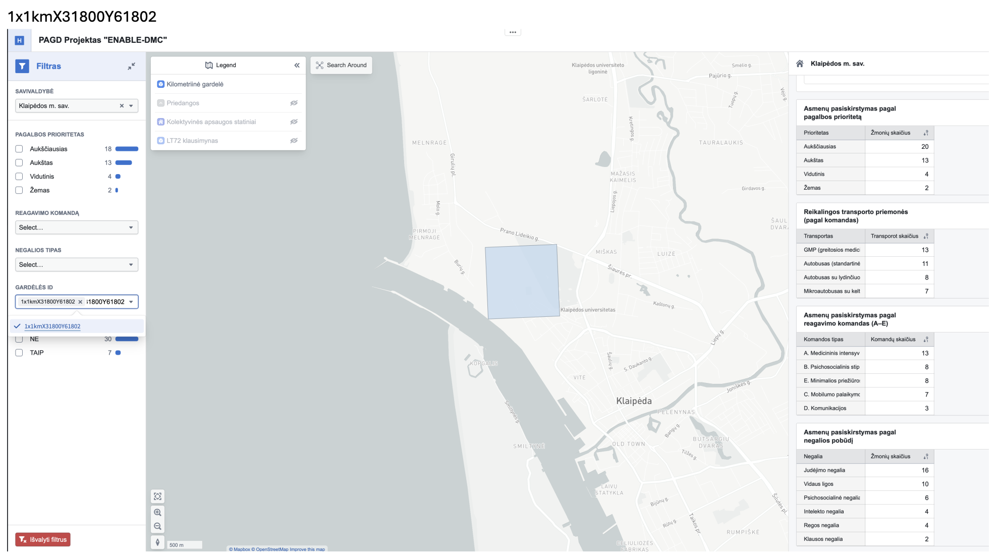 1x1kmX31800Y61802
H
PAGD Projektas "ENABLE-DMC"
Filtras
SAVIVALDYBĖ
Klaipėdos m. sav.
PAGALBOS PRIORITETAS
Aukščiausias 18
Aukštas 13
Vidutinis 4
Žemas 2
REAGAVIMO KOMANDĄ
Select...
NEGALIOS TIPAS
Select...
GARDĖLĖS ID
1x1kmX31800Y61802 1800Y61802
1x1kmX31800Y61802
NE 30
TAIP 7
Išvalyti filtrus
Legend
Kilometriinė gardelė
Priedangos
Kolektyvinės apsaugos statiniai
LT72 klausimynas
Search Around
Klaipėdos universiteto
ligoninė
Smėlio g.
Pajūrio g.
Vėjo g.
Tuopų g.
ŠARLOTĖ
Kretingos g.
MELNRAGĖ
TAURALAUKIS
Girulių pl.
MAŽASIS
KAIMELIS
Girdavos g.
Liepojos g.
Molo g.
ŠAUL
DVAR
PIRMOJI
MELNRAGĖ
Prano Lideikio g.
MIŠKAS
LUIZĖ
Burių g.
Šiaurės pr.
Kaštonų g.
Klaipėdos universitetas
Liepų g.
KOPGALIS
Šaulių g.
S. Daukanto g.
VITĖ
Joniškės g.
Klaipėda
Smiltynės g.
PELENYNAS
Bangų g.
BUTSARGIŲ
DVARAS
OLD TOWN
SMILTYNĖ
Tilžės g.
LAIVŲ
STATYKLA
Bijūnų g.
Šilutės pl.
Taikos pr.
Rūtų g.
RUMPIŠKĖ
CELIULIOZĖS
FABRIKAS
500 m
© Mapbox © OpenStreetMap Improve this map
Klaipėdos m. sav.
Asmenų pasiskirstymas pagal
pagalbos prioritetą
Prioritetas Žmonių skaičius
Aukščiausias 20
Aukštas 13
Vidutinis 4
Žemas 2
Reikalingos transporto priemonės
(pagal komandas)
Transportas Transporot skaičius
GMP (greitosios medici 13
Autobusas (standartinė 11
Autobusas su lydinčiuo 8
Mikroautobusas su kelt 7
Asmenų pasiskirstymas pagal
reagavimo komandas (A–E)
Komandos tipas Komandų skaičius
A. Medicininis intensyv 13
B. Psichosocialinis stip 8
E. Minimalios priežiūros 8
C. Mobilumo palaikymo 7
D. Komunikacijos 3
Asmenų pasiskirstymas pagal
negalios pobūdį
Negalia Žmonių skaičius
Judėjimo negalia 16
Vidaus ligos 10
Psichosocialinė negalia 6
Intelekto negalia 4
Regos negalia 4
Klausos negalia 2